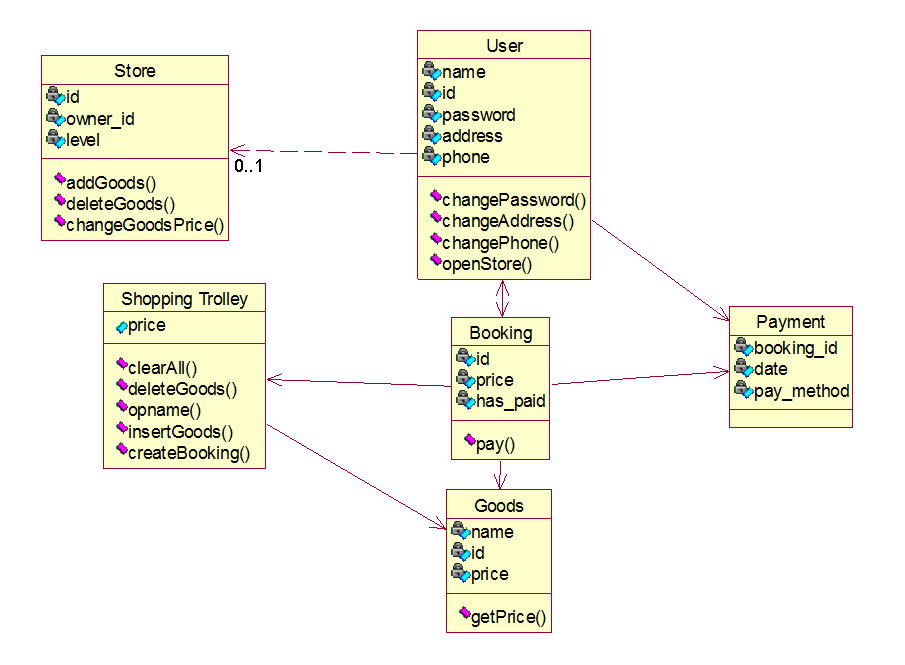 Store
id
owner_id
level
addGoods()
deleteGoods()
changeGoodsPrice()
0..1
User
name
id
password
address
phone
changePassword()
changeAddress()
changePhone()
openStore()
Shopping Trolley
price
clearAll()
deleteGoods()
opname()
insertGoods()
createBooking()
Booking
id
price
has_paid
pay()
Payment
booking_id
date
pay_method
Goods
name
id
price
getPrice()